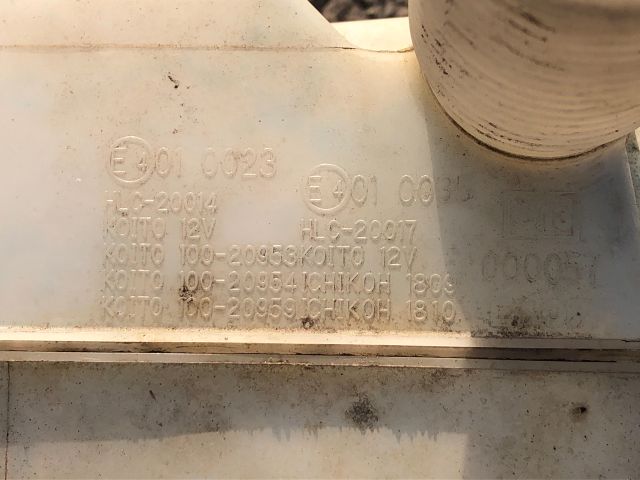 E4 01 0023
HLC-20014
KOITO 12V
KOITO 100-20953
KOITO 100-20954
KOITO 100-20959
E4 01
HLC-20017
KOITO 12V
ICHIKOH 1809
ICHIKOH 1810